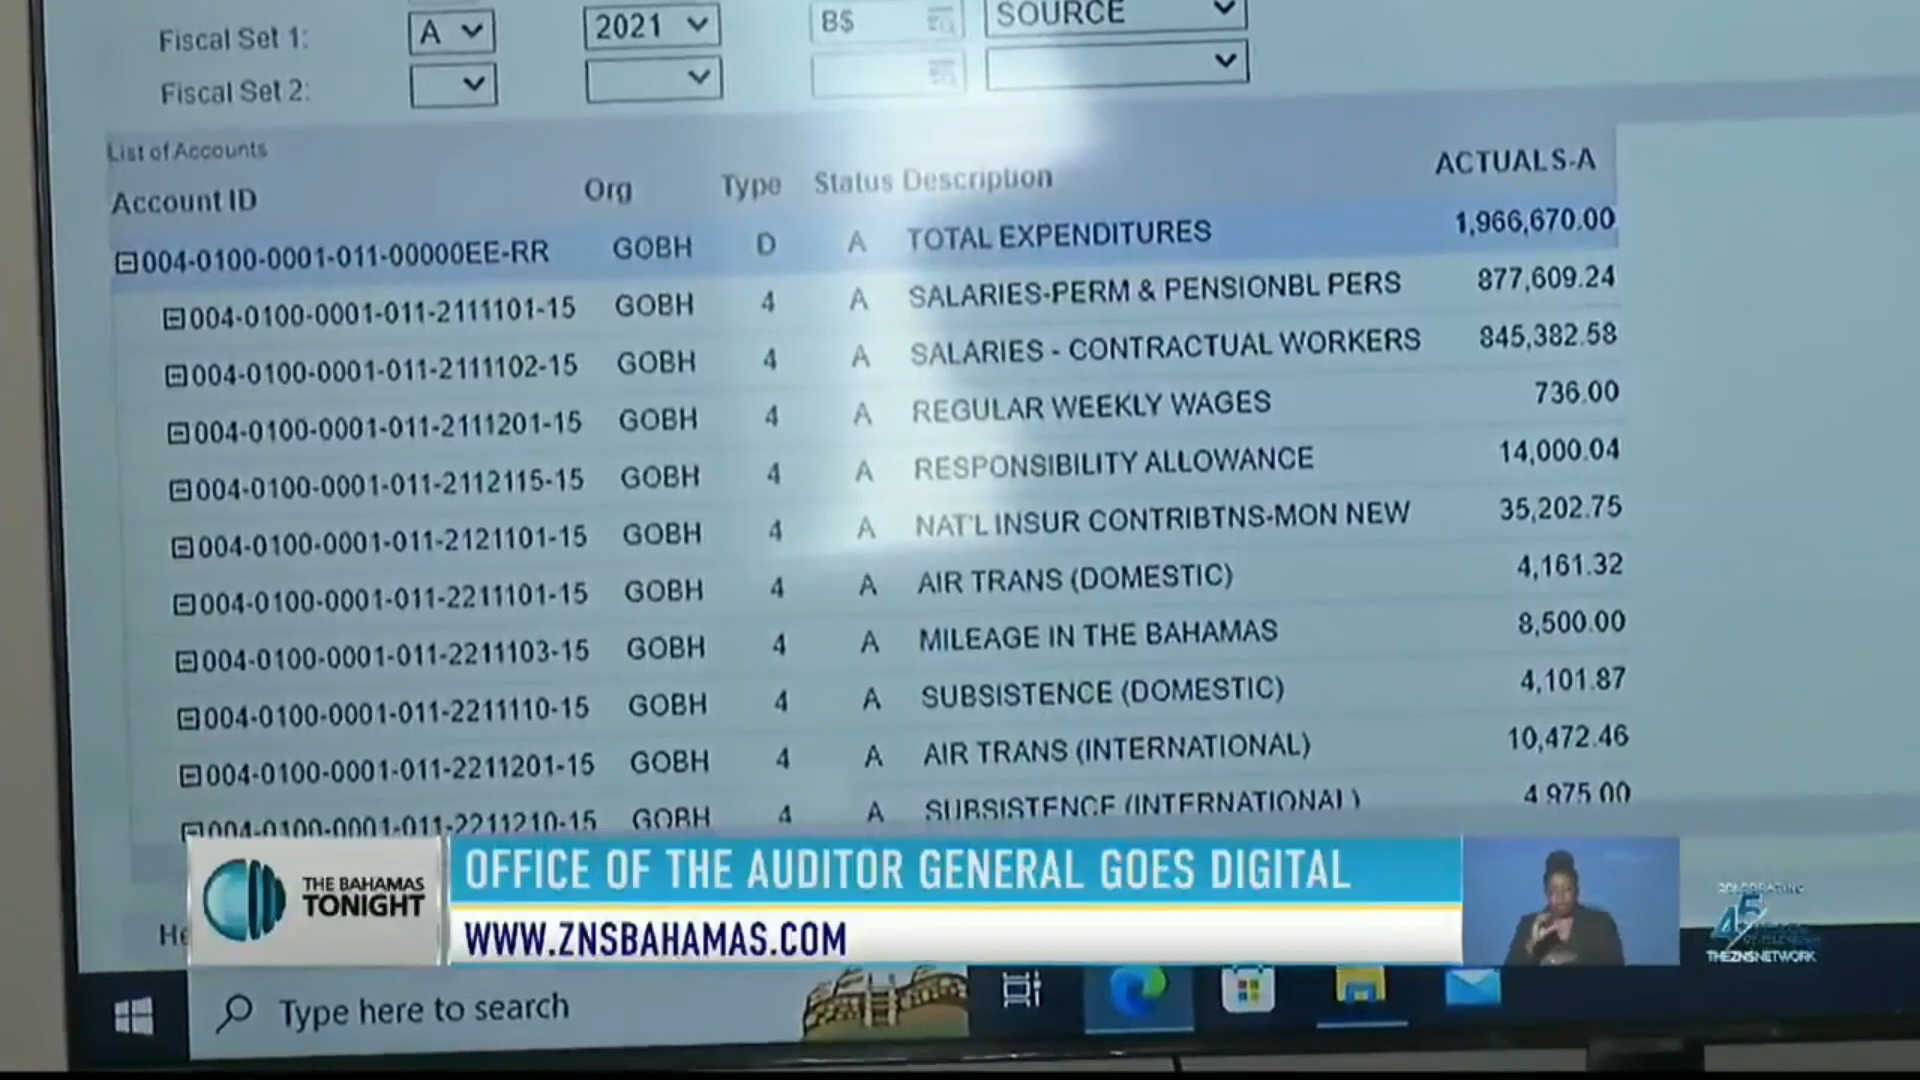 Fiscal Set 1: A 2021 B$ SOURCE
Fiscal Set 2:
List of Accounts
Account ID Org Type Status Description ACTUALS-A
004-0100-0001-011-00000EE-RR GOBH D A TOTAL EXPENDITURES 1,966,670.00
004-0100-0001-011-2111101-15 GOBH 4 A SALARIES-PERM & PENSIONBL PERS 877,609.24
004-0100-0001-011-2111102-15 GOBH 4 A SALARIES - CONTRACTUAL WORKERS 845,382.58
004-0100-0001-011-2111201-15 GOBH 4 A REGULAR WEEKLY WAGES 736.00
004-0100-0001-011-2112115-15 GOBH 4 A RESPONSIBILITY ALLOWANCE 14,000.04
004-0100-0001-011-2121101-15 GOBH 4 A NAT'L INSUR CONTRIBTNS-MON NEW 35,202.75
004-0100-0001-011-2211101-15 GOBH 4 A AIR TRANS (DOMESTIC) 4,161.32
004-0100-0001-011-2211103-15 GOBH 4 A MILEAGE IN THE BAHAMAS 8,500.00
004-0100-0001-011-2211110-15 GOBH 4 A SUBSISTENCE (DOMESTIC) 4,101.87
004-0100-0001-011-2211201-15 GOBH 4 A AIR TRANS (INTERNATIONAL) 10,472.46
004-0100-0001-011-2211210-15 GOBH 4 A SUBSISTENCE (INTERNATIONAL) 4,975.00
THE BAHAMAS
TONIGHT
OFFICE OF THE AUDITOR GENERAL GOES DIGITAL
WWW.ZNSBAHAMAS.COM
CELEBRATING
45
THEZNSNETWORK
Type here to search